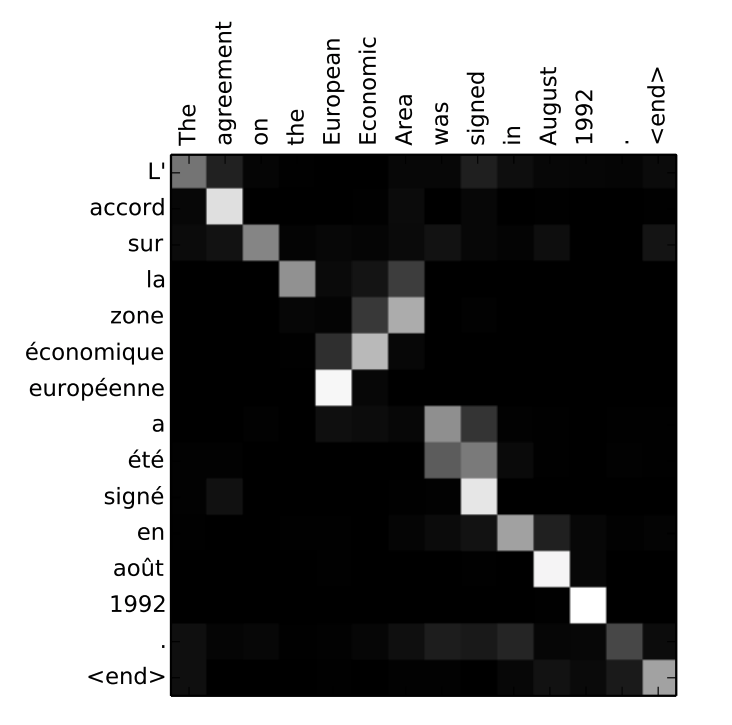 The agreement on the European Economic Area was signed in August 1992 . <end>
L'
accord
sur
la
zone
économique
européenne
a
été
signé
en
août
1992
.
<end>